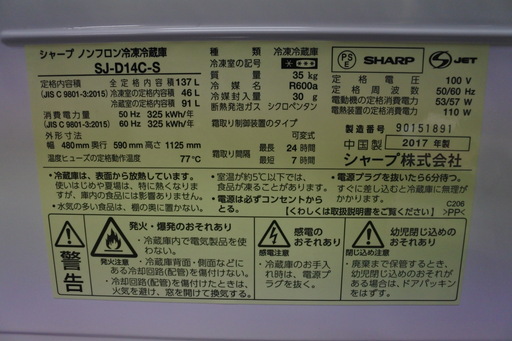 シャープ ノンフロン冷凍冷蔵庫
SJ-D14C-S
定格内容積 全定格内容積 137 L
(JIS C 9801-3:2015) 冷凍室の定格内容積 46 L
冷蔵室の定格内容積 91 L
消費電力量 50 Hz 325 kWh/年
(JIS C 9801-3:2015) 60 Hz 325 kWh/年
外形寸法
幅 480mm 奥行 590mm 高さ 1125 mm
温度ヒューズの定格動作温度 77℃
種類 冷凍冷蔵庫
冷凍室の記号
質量 35 kg
冷媒 R600a
冷媒封入量 30 g
断熱発泡ガス シクロペンタン
霜取り制御装置のタイプ
可変式
霜取り間隔 最長 24 時間
最短 7 時間
PS
E
SHARP
S JET
定格電圧 100 V
定格周波数 50/60 Hz
電動機の定格消費電力 53/57 W
電熱装置の定格消費電力 110 W
製造番号 90151891
中国製 2017 年製
シャープ株式会社
• 冷蔵庫は、表面から放熱しています。
使いはじめや夏場は、特に熱くなりますが、庫内の食品には影響ありません。
• 水気の多い食品は、棚の奥に置かない。
• 室温が約5℃以下では、
食品が凍ることがあります。
• 電源は必ずコンセントから
とる。
• 電源プラグを抜いたら6分待つ。
すぐに差し込むと冷蔵庫に無理がかかります。
【くわしくは取扱説明書をご覧ください】
C206
>PP<
警告
発火・爆発のおそれあり
発火注意
• 冷蔵庫内で電気製品を使わない。
• 冷蔵庫背面・側面、庫内にある冷却回路(配管)を傷付けない。
• 冷却回路(配管)を傷付けたときは、火気を避け、窓を開けて換気する。
感電のおそれあり
感電注意
• 冷蔵庫のお手入れ時は、電源プラグを抜く。
幼児閉じ込めのおそれあり
閉じ込め注意
• 廃棄まで保管するとき、幼児閉じ込めのおそれがある場合は、ドアパッキンをはずす。